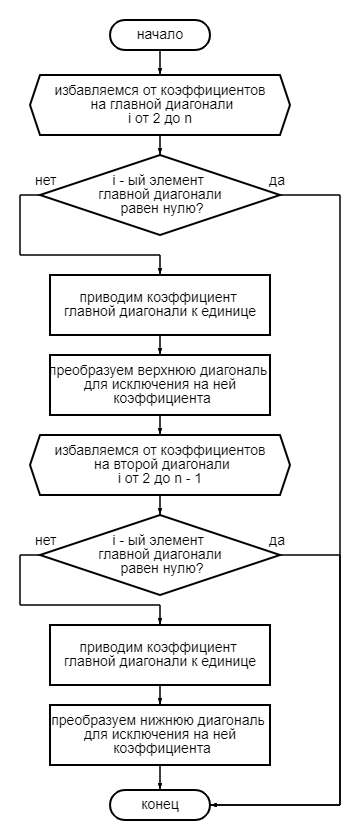 начало
избавляемся от коэффициентов
на главной диагонали
i от 2 до n
нет
i - ый элемент
да
главной диагонали
равен нулю?
приводим коэффициент
главной диагонали к единице
преобразуем верхнюю диагональ
для исключения на ней
коэффициента
избавляемся от коэффициентов
на второй диагонали
i от 2 до n - 1
нет
i - ый элемент
да
главной диагонали
равен нулю?
приводим коэффициент
главной диагонали к единице
преобразуем нижнюю диагональ
для исключения на ней
коэффициента
конец